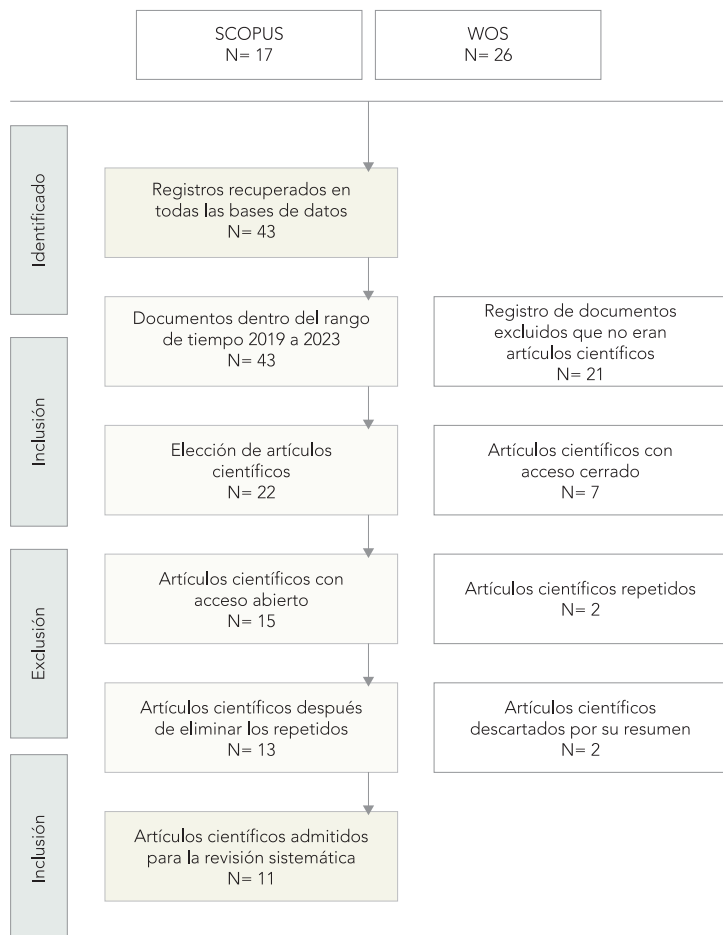 SCOPUS
N= 17
WOS
N= 26
Identificado
Registros recuperados en
todas las bases de datos
N= 43
Documentos dentro del rango
de tiempo 2019 a 2023
N= 43
Registro de documentos
excluidos que no eran
artículos científicos
N= 21
Inclusión
Elección de artículos
científicos
N= 22
Artículos científicos con
acceso cerrado
N= 7
Exclusión
Artículos científicos con
acceso abierto
N= 15
Artículos científicos repetidos
N= 2
Artículos científicos después
de eliminar los repetidos
N= 13
Artículos científicos
descartados por su resumen
N= 2
Inclusión
Artículos científicos admitidos
para la revisión sistemática
N= 11